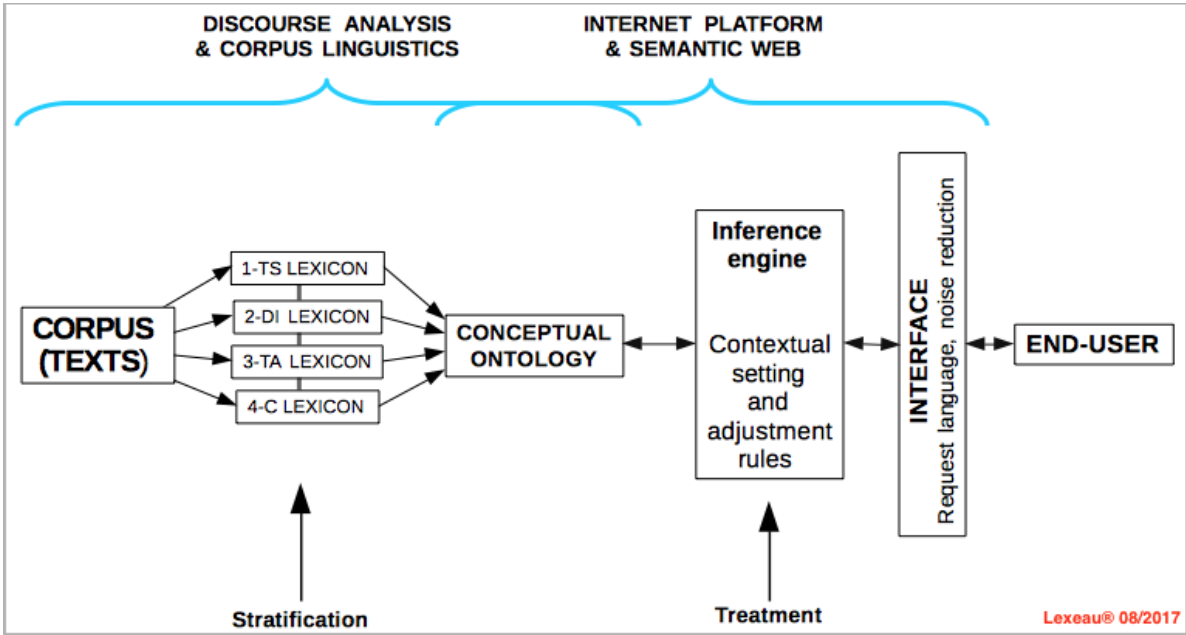 DISCOURSE ANALYSIS
& CORPUS LINGUISTICS
INTERNET PLATFORM
& SEMANTIC WEB
CORPUS
(TEXTS)
1-TS LEXICON
2-DI LEXICON
3-TA LEXICON
4-C LEXICON
CONCEPTUAL
ONTOLOGY
Inference
engine
Contextual
setting
and
adjustment
rules
INTERFACE
Request language, noise reduction
END-USER
Stratification
Treatment
Lexeau® 08/2017